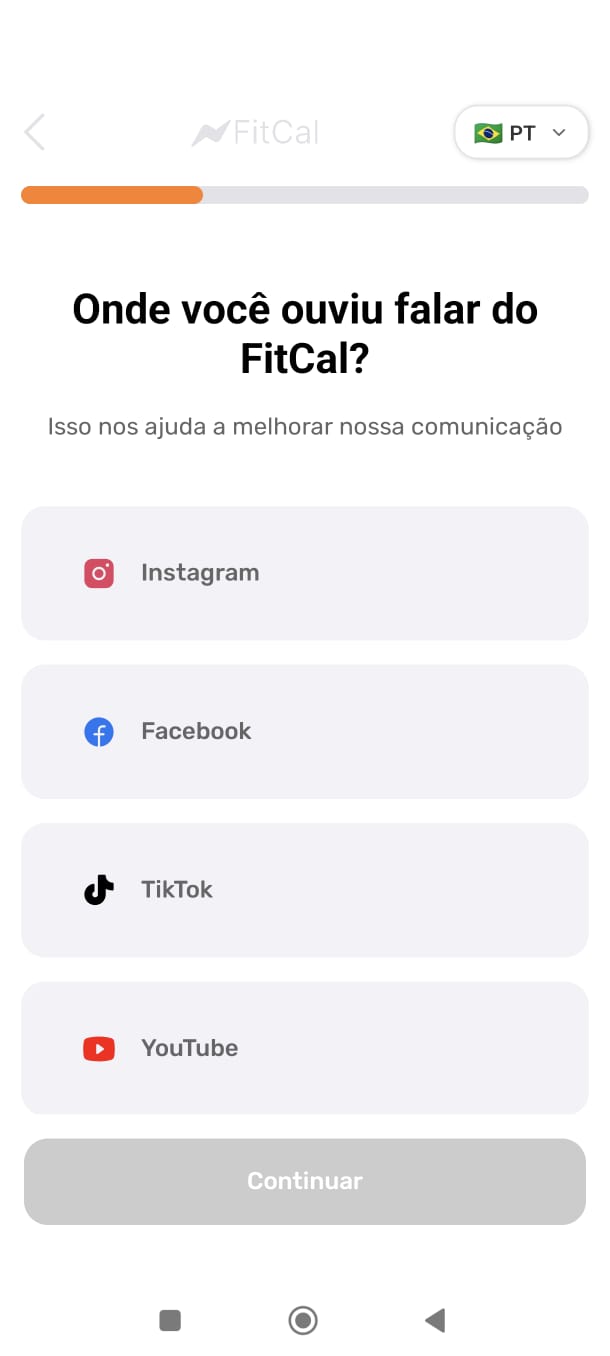 FitCal
PT
Onde você ouviu falar do
FitCal?
Isso nos ajuda a melhorar nossa comunicação
Instagram
Facebook
TikTok
YouTube
Continuar